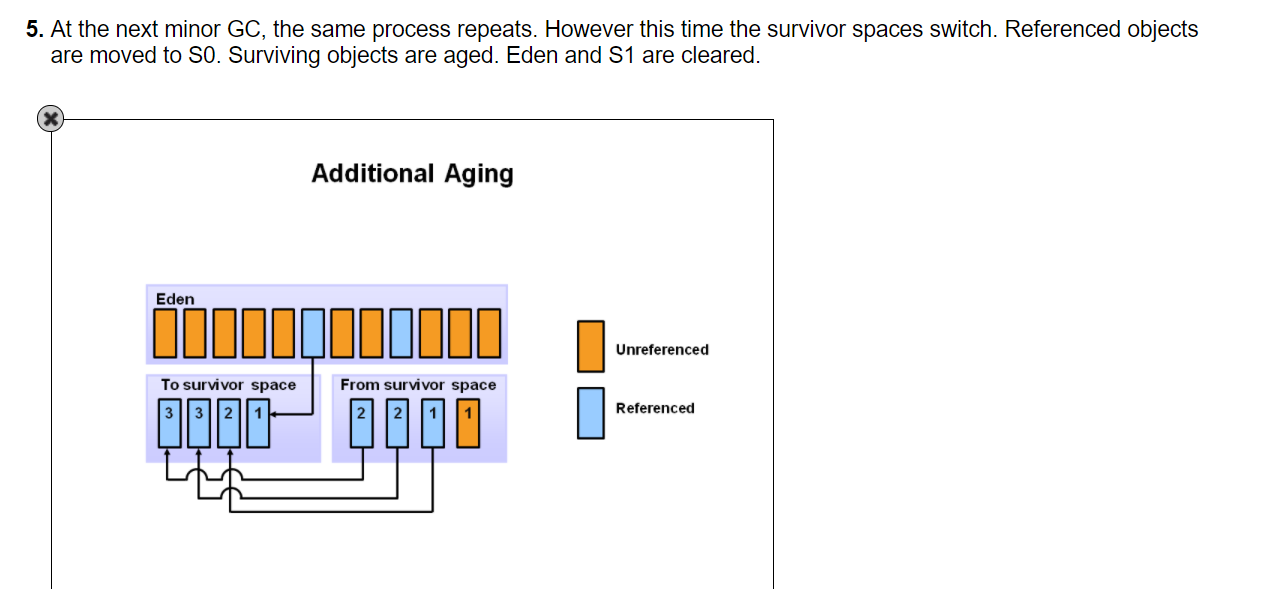 5. At the next minor GC, the same process repeats. However this time the survivor spaces switch. Referenced objects
are moved to S0. Surviving objects are aged. Eden and S1 are cleared.
Additional Aging
Eden
Unreferenced
To survivor space From survivor space
Referenced
3 3 2 1 2 2 1 1